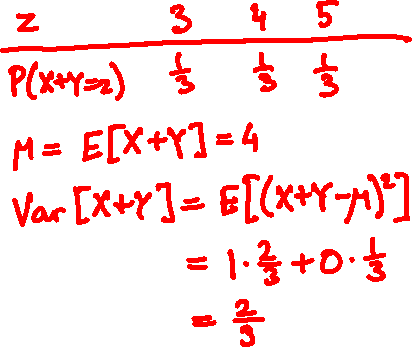 z 3 4 5
P(X+Y=z) 1/3 1/3 1/3
μ = E[X+Y] = 4
Var[X+Y] = E[(X+Y-μ)²]
= 1·2/3 + 0·1/3
= 2/3